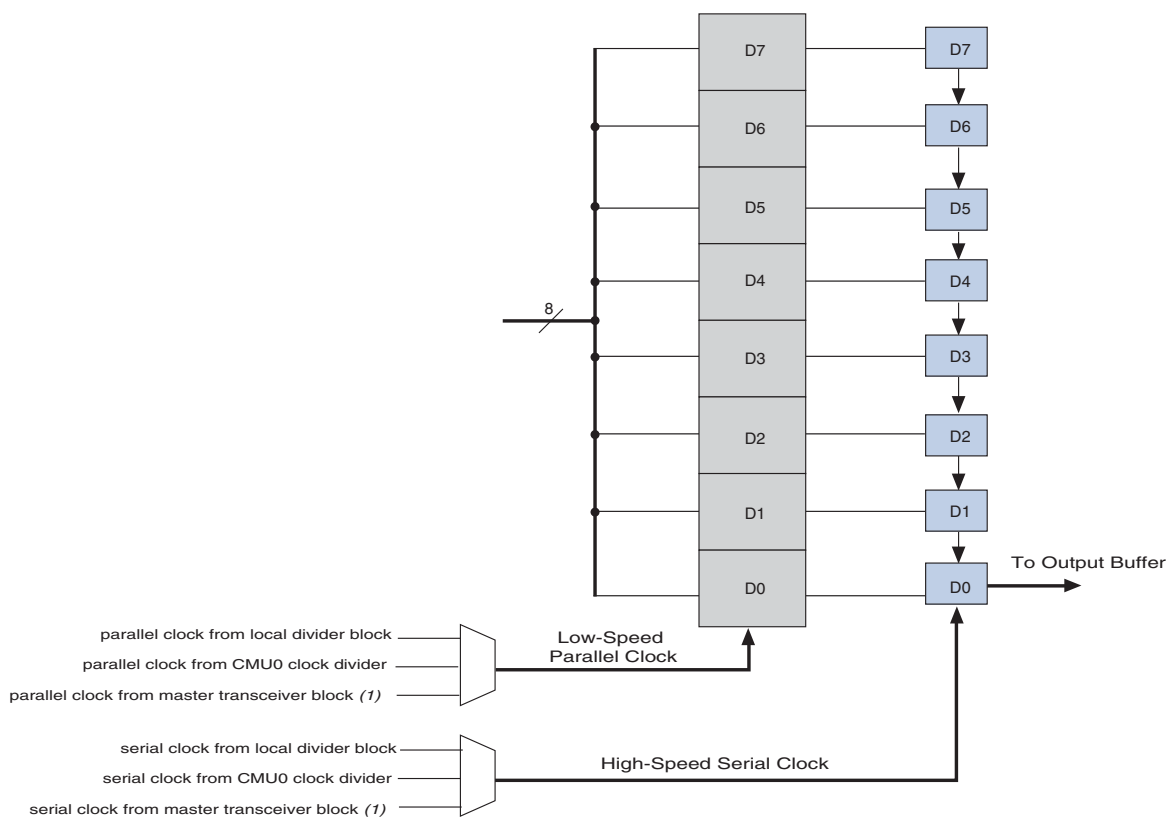 D7 D7
D6 D6
D5 D5
D4 D4
8
D3 D3
D2 D2
D1 D1
To Output Buffer
D0 D0
parallel clock from local divider block
Low-Speed
Parallel Clock
parallel clock from CMU0 clock divider
parallel clock from master transceiver block (1)
serial clock from local divider block
High-Speed Serial Clock
serial clock from CMU0 clock divider
serial clock from master transceiver block (1)